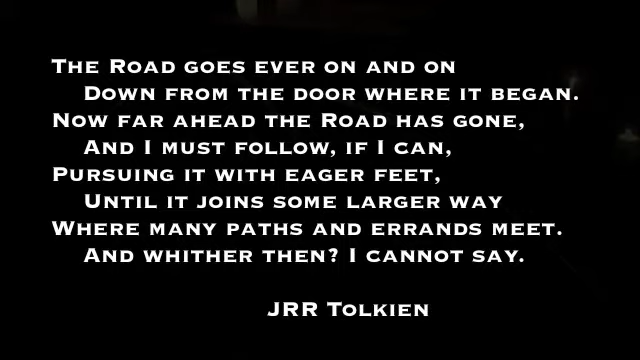 The Road goes ever on and on
Down from the door where it began.
Now far ahead the Road has gone,
And I must follow, if I can,
Pursuing it with eager feet,
Until it joins some larger way
Where many paths and errands meet.
And whither then? I cannot say.
JRR Tolkien